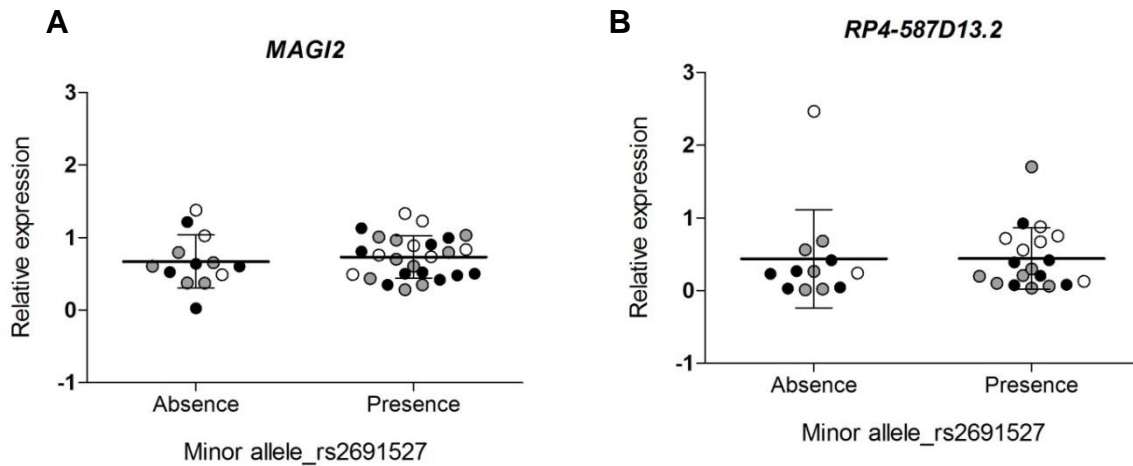 A
MAGI2
Relative expression
3
2
1
0
-1
Absence Presence
Minor allele_rs2691527
B
RP4-587D13.2
Relative expression
3
2
1
0
-1
Absence Presence
Minor allele_rs2691527